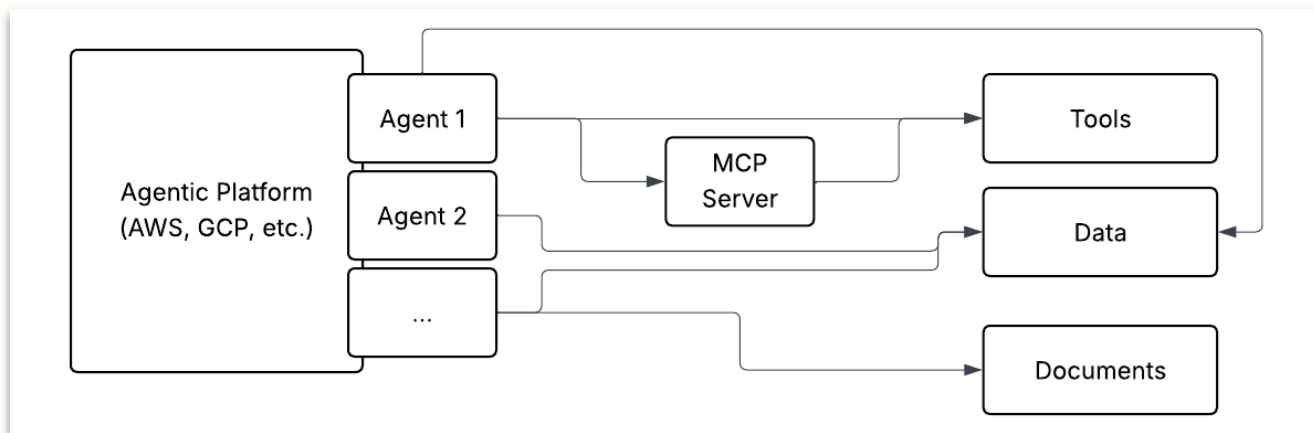 Agentic Platform
(AWS, GCP, etc.)
Agent 1
Agent 2
...
MCP
Server
Tools
Data
Documents